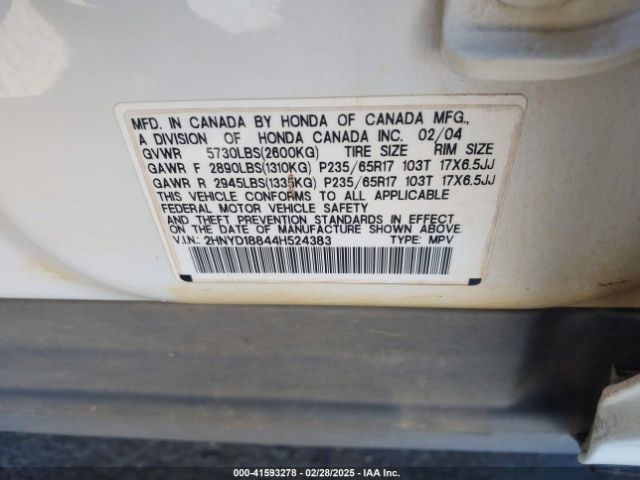 MFD. IN CANADA BY HONDA OF CANADA MFG.,
A DIVISION OF HONDA CANADA INC. 02/04
GVWR 5730LBS(2600KG) TIRE SIZE RIM SIZE
GAWR F 2890LBS(1310KG) P235/65R17 103T 17X6.5JJ
GAWR R 2945LBS(1335KG) P235/65R17 103T 17X6.5JJ
THIS VEHICLE CONFORMS TO ALL APPLICABLE
FEDERAL MOTOR VEHICLE SAFETY
AND THEFT PREVENTION STANDARDS IN EFFECT
ON THE DATE OF MANUFACTURE SHOWN ABOVE.
V.I.N.: 2HNYD18844H524383 TYPE: MPV
000-41593278 - 02/28/2025 - IAA Inc.